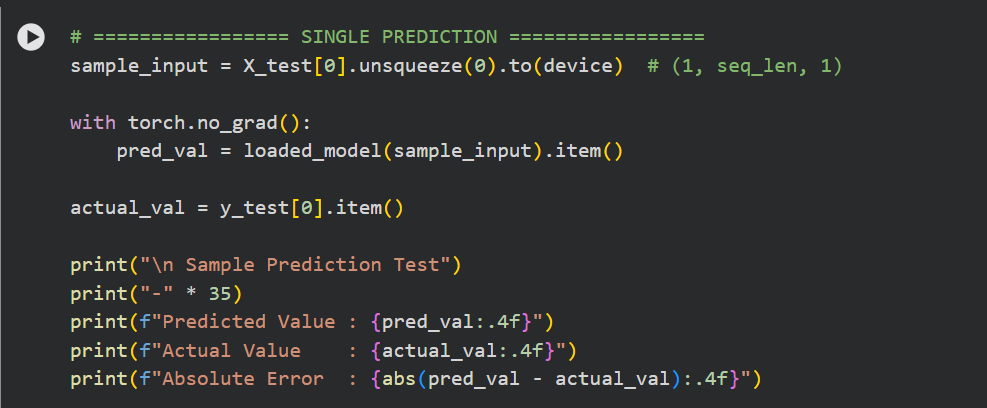 # ================= SINGLE PREDICTION =================
sample_input = X_test[0].unsqueeze(0).to(device)  # (1, seq_len, 1)
with torch.no_grad():
    pred_val = loaded_model(sample_input).item()
actual_val = y_test[0].item()
print("\n Sample Prediction Test")
print("-" * 35)
print(f"Predicted Value : {pred_val:.4f}")
print(f"Actual Value    : {actual_val:.4f}")
print(f"Absolute Error  : {abs(pred_val - actual_val):.4f}")